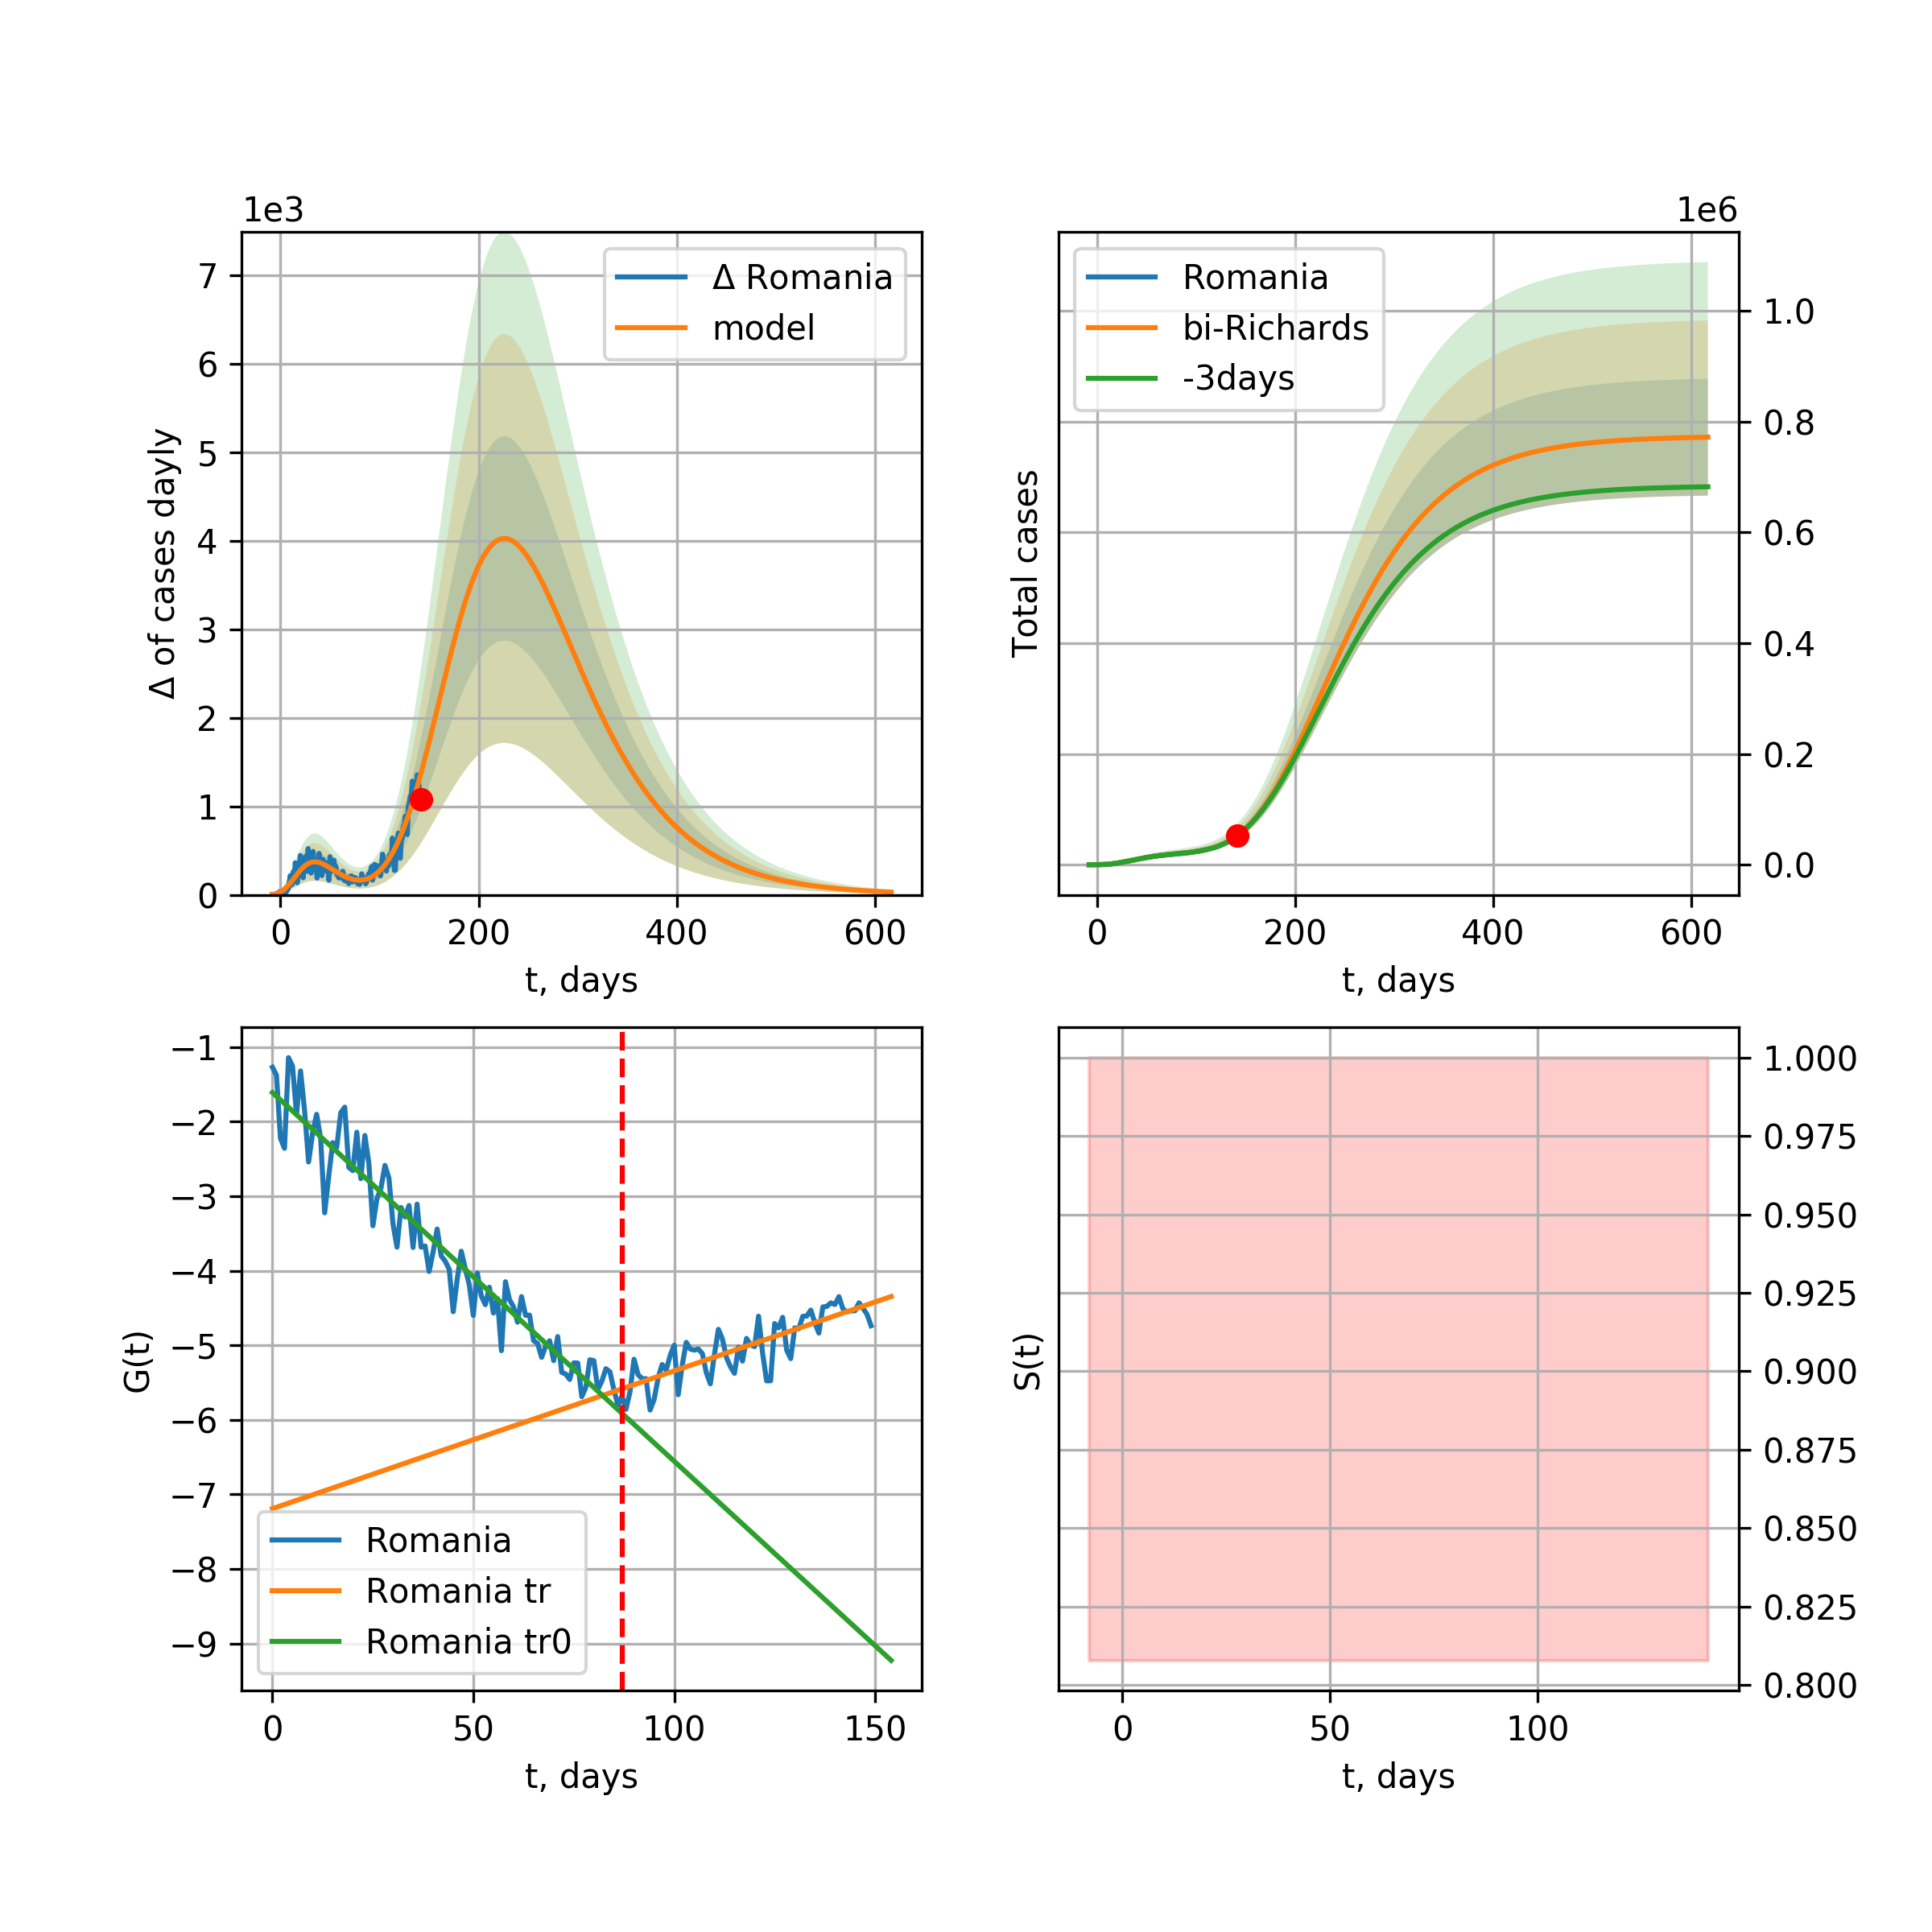 1e3
7
6
5
4
3
2
1
0
Δ of cases dayly
Δ Romania
model
0 200 400 600
t, days
1e6
Romania
bi-Richards
-3days
Total cases
1.0
0.8
0.6
0.4
0.2
0.0
0 200 400 600
t, days
−1
−2
−3
−4
−5
−6
−7
−8
−9
G(t)
Romania
Romania tr
Romania tr0
0 50 100 150
t, days
S(t)
1.000
0.975
0.950
0.925
0.900
0.875
0.850
0.825
0.800
0 50 100
t, days